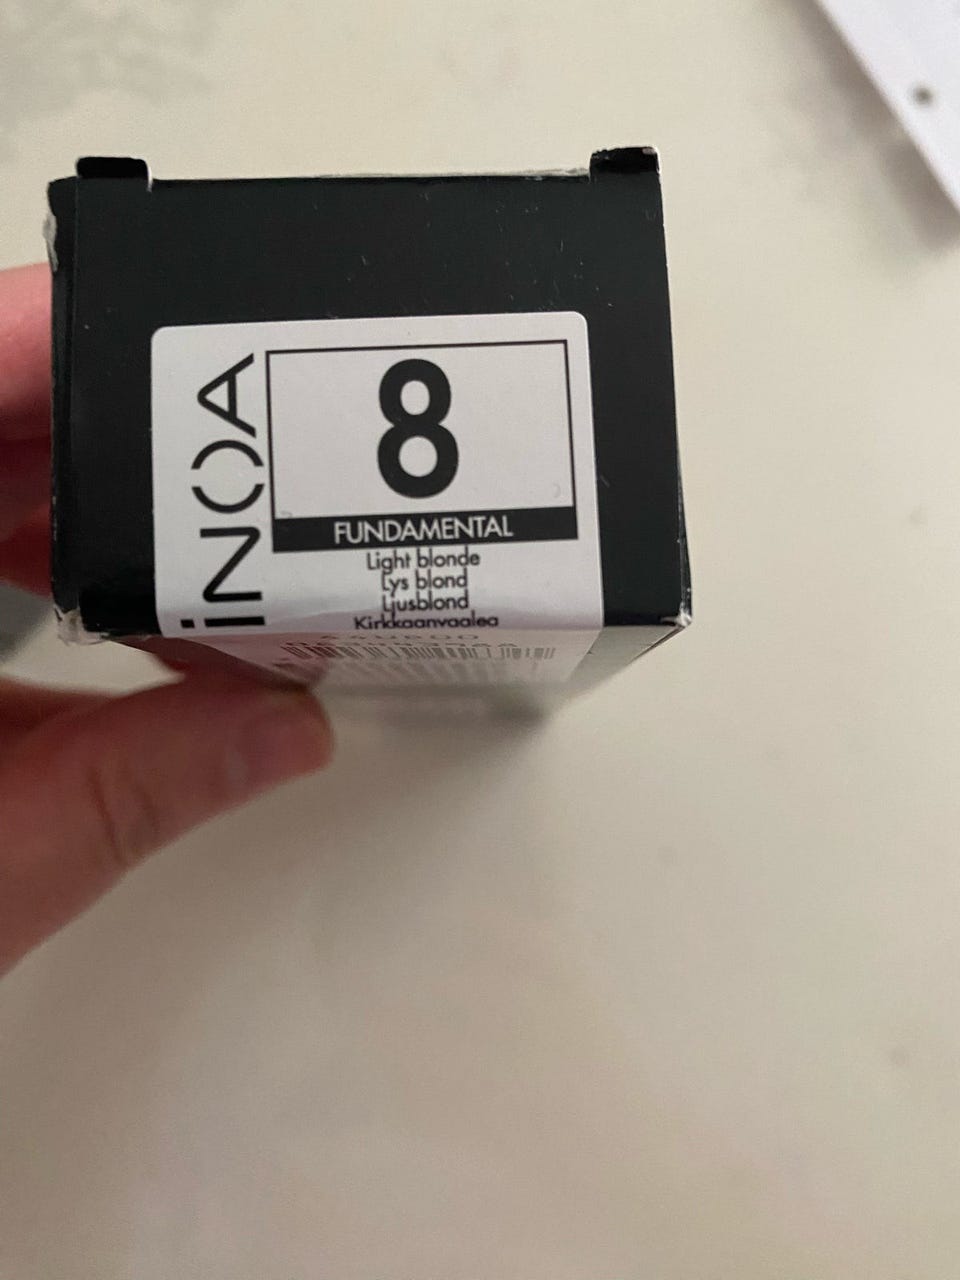 iNOA
8
FUNDAMENTAL
Light blonde
Lys blond
Ljusblond
Kirkkaanvaalea